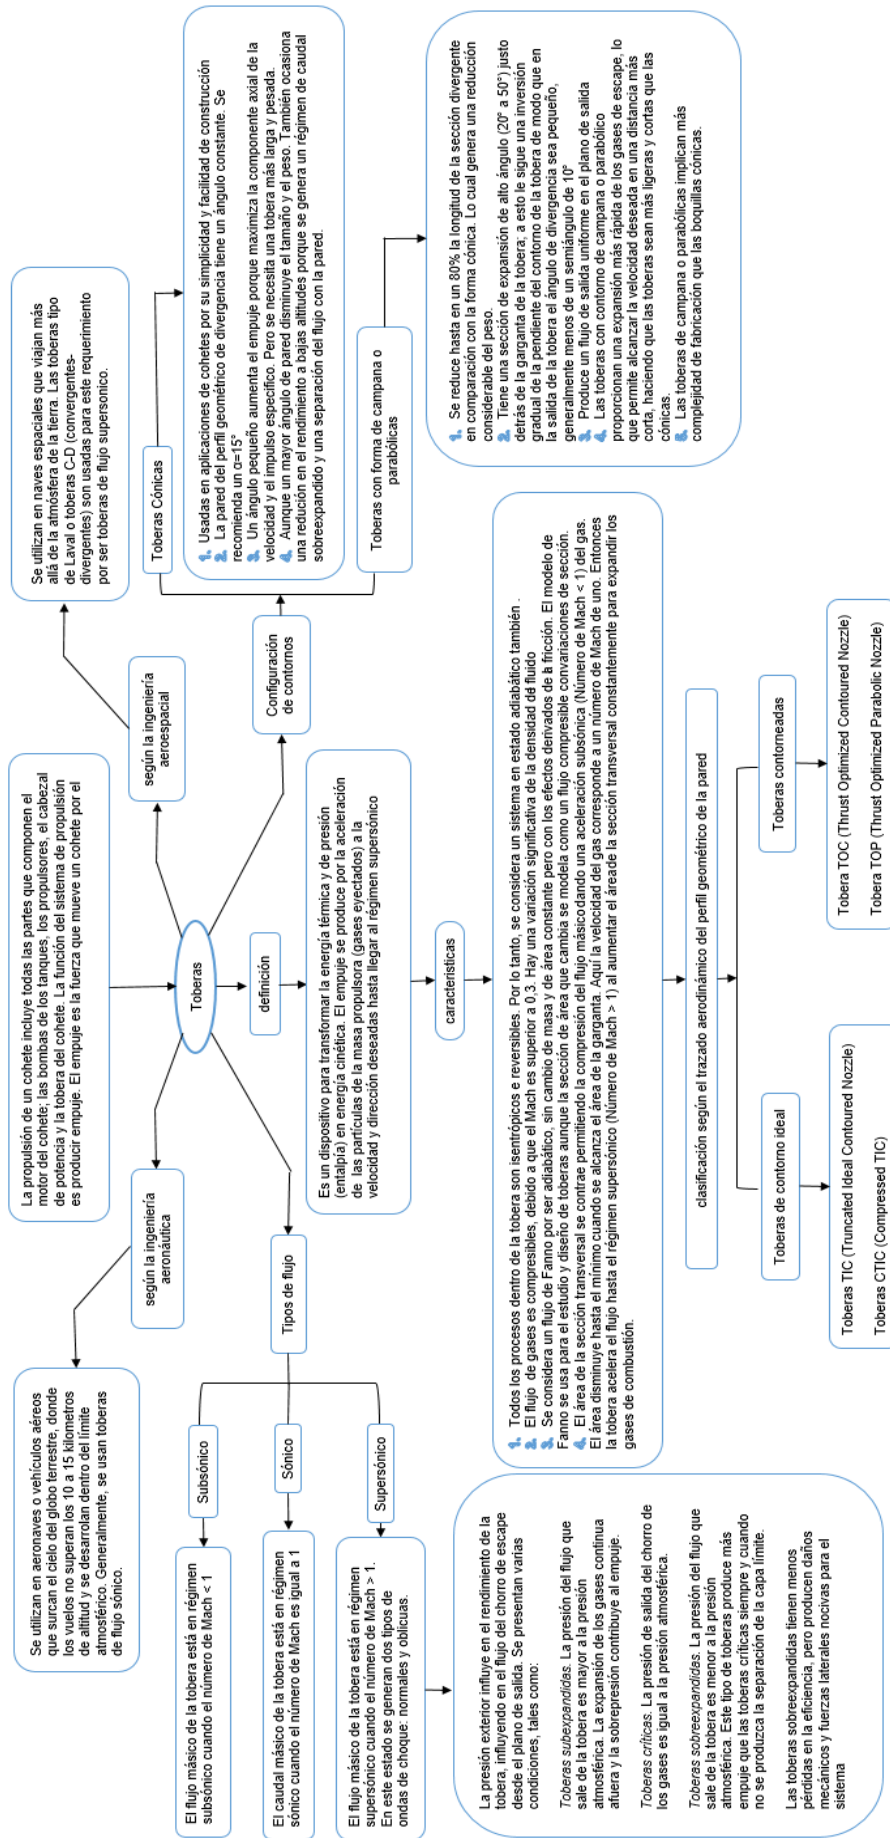 La propulsión de un cohete incluye todas las partes que componen el
motor del cohete; las bombas de los tanques, los propulsores, el cabezal
de potencia y la tobera del cohete. La función del sistema de propulsión
es producir empuje. El empuje es la fuerza que mueve un cohete por el
Se utilizan en aeronaves o vehículos aéreos
que surcan el cielo del globo terrestre, donde
los vuelos no superan los 10 a 15 kilometros
de altitud y se desarrollan dentro del límite
atmosférico. Generalmente, se usan toberas
de flujo sónico.
según la ingeniería
aeronáutica
Toberas
según la ingeniería
aeroespacial
Se utilizan en naves espaciales que viajan más
allá de la atmósfera de la tierra. Las toberas tipo
de Laval o toberas C-D (convergentes-
divergentes) son usadas para este requerimiento
por ser toberas de flujo supersonico.
Tipos de flujo
Subsónico
El flujo másico de la tobera está en régimen
subsónico cuando el número de Mach < 1
Sónico
El caudal másico de la tobera está en régimen
sónico cuando el número de Mach es igual a 1
Supersónico
El flujo másico de la tobera está en régimen
supersónico cuando el número de Mach > 1.
En este estado se generan dos tipos de
ondas de choque: normales y oblicuas.
La presión exterior influye en el rendimiento de la
tobera, influyendo en el flujo del chorro de escape
desde el plano de salida. Se presentan varias
condiciones, tales como:
Toberas subexpandidas. La presión del flujo que
sale de la tobera es mayor a la presión
atmosférica. La expansión de los gases continua
afuera y la sobrepresión contribuye al empuje.
Toberas críticas. La presión de salida del chorro de
los gases es igual a la presión atmosférica.
Toberas sobreexpandidas. La presión del flujo que
sale de la tobera es menor a la presión
atmosférica. Este tipo de toberas produce más
empuje que las toberas críticas siempre y cuando
no se produzca la separación de la capa límite.
Las toberas sobreexpandidas tienen menos
pérdidas en la eficiencia, pero producen daños
mecánicos y fuerzas laterales nocivas para el
sistema
definición
Es un dispositivo para transformar la energía térmica y de presión
(entalpía) en energía cinética. El empuje se produce por la aceleración
de las partículas de la masa propulsora (gases eyectados) a la
velocidad y dirección deseadas hasta llegar al régimen supersónico
características
1. Todos los procesos dentro de la tobera son isentrópicos e reversibles. Por lo tanto, se considera un sistema en estado adiabático también .
2. El flujo de gases es compresibles, debido a que el Mach es superior a 0,3. Hay una variación significativa de la densidad del fluido
3. Se considera un flujo de Fanno por ser adiabático, sin cambio de masa y de área constante pero con los efectos derivados de la fricción. El modelo de
Fanno se usa para el estudio y diseño de toberas aunque la sección de área que cambia se modela como un flujo compresible convariaciones de sección.
4. El área de la sección transversal se contrae permitiendo la compresión del flujo másicodando una aceleración subsónica (Número de Mach < 1) del gas.
El área disminuye hasta el mínimo cuando se alcanza el área de la garganta. Aquí la velocidad del gas corresponde a un número de Mach de uno. Entonces
la tobera acelera el flujo hasta el régimen supersónico (Número de Mach > 1) al aumentar el áreade la sección transversal constantemente para expandir los
gases de combustión.
clasificación según el trazado aerodinámico del perfil geométrico de la pared
Toberas de contorno ideal
Toberas TIC (Truncated Ideal Contoured Nozzle)
Toberas CTIC (Compressed TIC)
Toberas contorneadas
Tobera TOC (Thrust Optimized Contoured Nozzle)
Tobera TOP (Thrust Optimized Parabolic Nozzle)
Configuración
de contornos
Toberas Cónicas
1. Usadas en aplicaciones de cohetes por su simplicidad y facilidad de construcción
2. La pared del perfil geométrico de divergencia tiene un ángulo constante. Se
recomienda un α=15°
3. Un ángulo pequeño aumenta el empuje porque maximiza la componente axial de la
velocidad y el impulso específico. Pero se necesita una tobera más larga y pesada.
4. Aunque un mayor ángulo de pared disminuye el tamaño y el peso. También ocasiona
una redución en el rendimiento a bajas altitudes porque se genera un régimen de caudal
sobreexpandido y una separación del flujo con la pared.
Toberas con forma de campana o
parabólicas
1. Se reduce hasta en un 80% la longitud de la sección divergente
en comparación con la forma cónica. Lo cual genera una reducción
considerable del peso.
2. Tiene una sección de expansión de alto ángulo (20° a 50°) justo
detrás de la garganta de la tobera; a esto le sigue una inversión
gradual de la pendiente del contorno de la tobera de modo que en
la salida de la tobera el ángulo de divergencia sea pequeño,
generalmente menos de un semiángulo de 10°
3. Produce un flujo de salida uniforme en el plano de salida
4. Las toberas con contorno de campana o parabólico
proporcionan una expansión más rápida de los gases de escape, lo
que permite alcanzar la velocidad deseada en una distancia más
corta, haciendo que las toberas sean más ligeras y cortas que las
cónicas.
5. Las toberas de campana o parabólicas implican más
complejidad de fabricación que las boquillas cónicas.